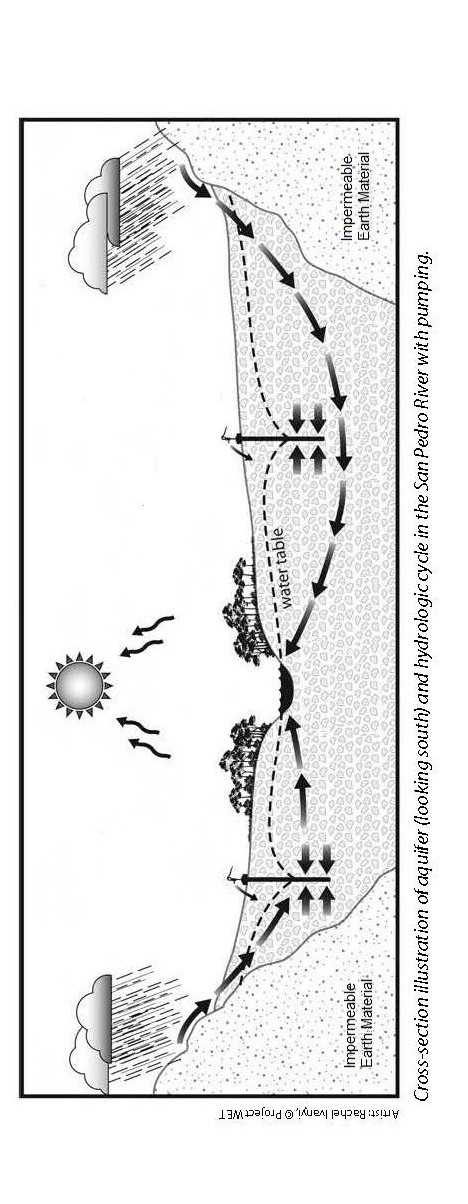 Impermeable
Earth Material
water table
Impermeable
Earth Material
Cross-section illustration of aquifer (looking south) and hydrologic cycle in the San Pedro River with pumping.
Artist: Rachel Ivanyi, © Project WET